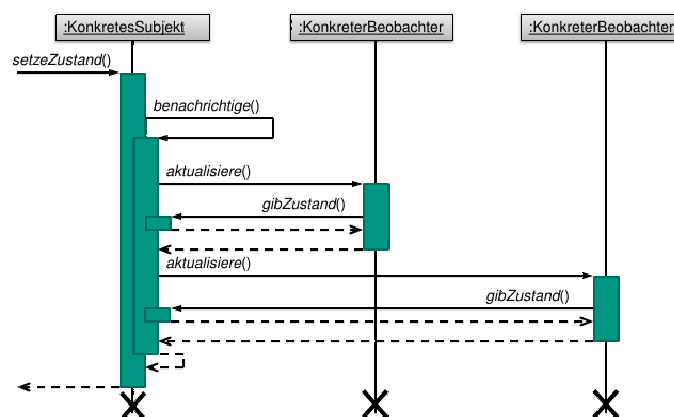 :KonkretesSubjekt
:KonkreterBeobachter
:KonkreterBeobachter
setzeZustand()
benachrichtige()
aktualisiere()
gibZustand()
aktualisiere()
gibZustand()